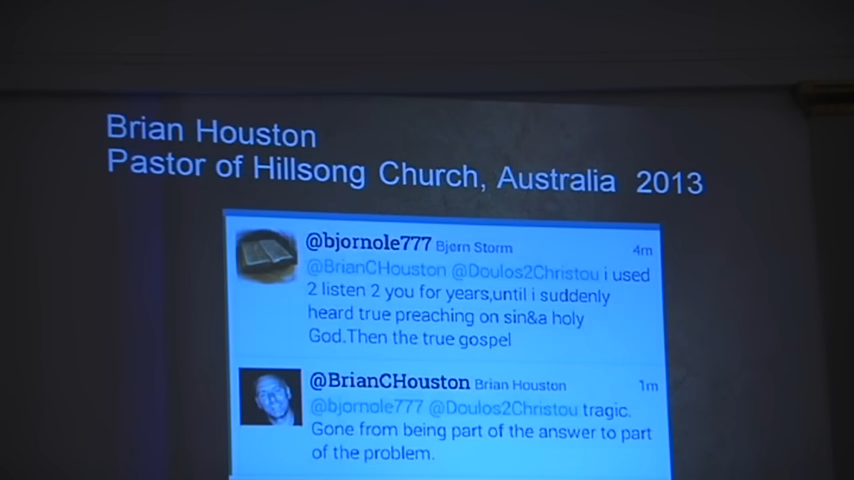 Brian Houston
Pastor of Hillsong Church, Australia 2013
@bjornole777 Bjørn Storm 4m
@BrianCHouston @Doulos2Christou i used
2 listen 2 you for years,until i suddenly
heard true preaching on sin&a holy
God.Then the true gospel
@BrianCHouston Brian Houston 1m
@bjornole777 @Doulos2Christou tragic.
Gone from being part of the answer to part
of the problem.